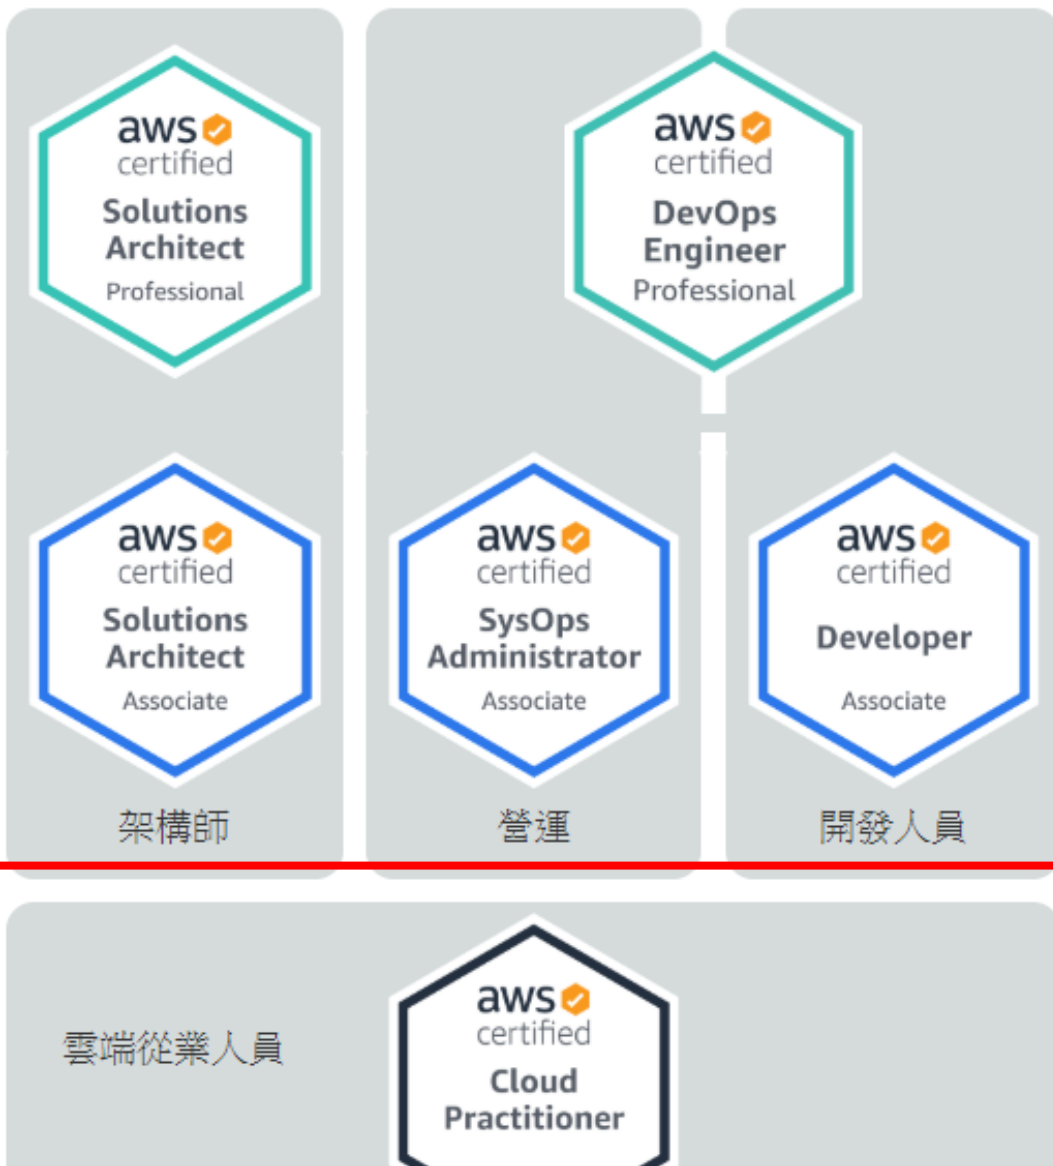 aws
certified
Solutions
Architect
Professional
aws
certified
DevOps
Engineer
Professional
aws
certified
Solutions
Architect
Associate
架構師
aws
certified
SysOps
Administrator
Associate
營運
aws
certified
Developer
Associate
開發人員
雲端從業人員
aws
certified
Cloud
Practitioner